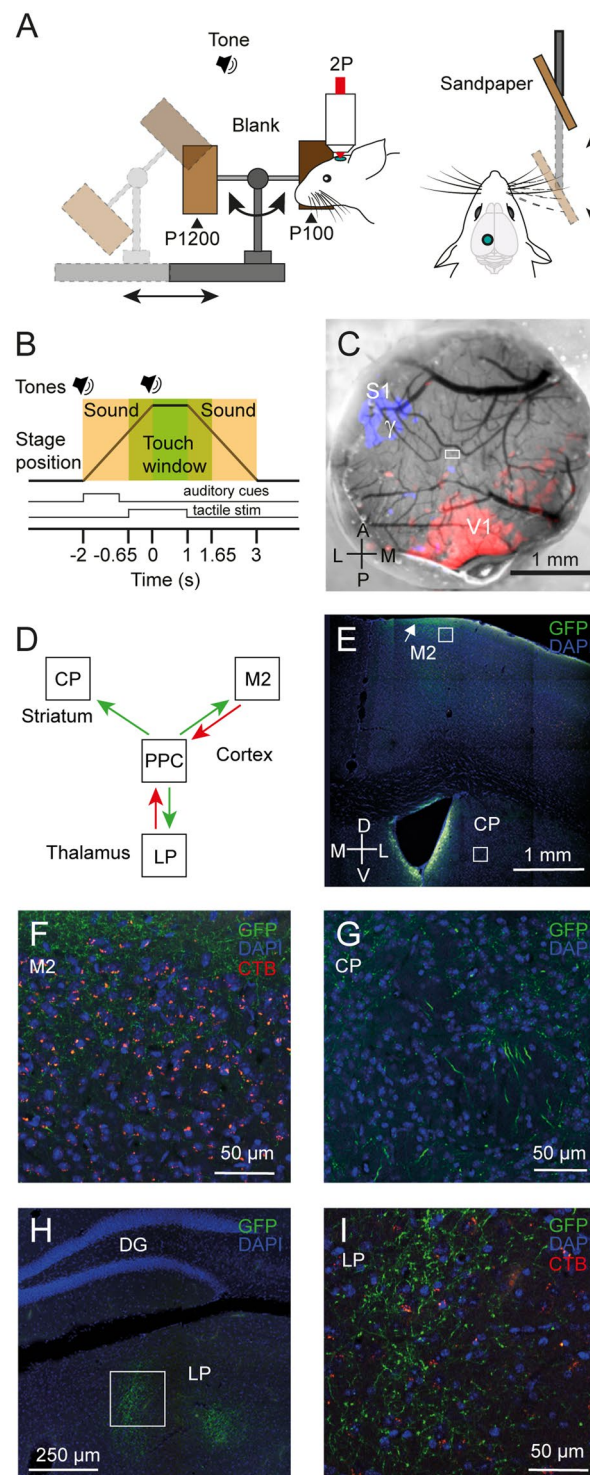 A
Tone
2P
Blank
Sandpaper
P1200
P100
B
Tones
Sound
Sound
Stage
position
Touch
window
auditory cues
tactile stim
-2 -0.65 0 1 1.65 3
Time (s)
C
S1
γ
V1
A
L M
P
1 mm
D
CP
M2
Striatum
PPC
Cortex
Thalamus
LP
E
GFP
DAP
M2
CP
D
M L
V
1 mm
F
GFP
DAPI
CTB
M2
50 µm
G
GFP
DAP
CP
50 µm
H
GFP
DAPI
DG
LP
250 µm
I
GFP
DAP
CTB
LP
50 µm